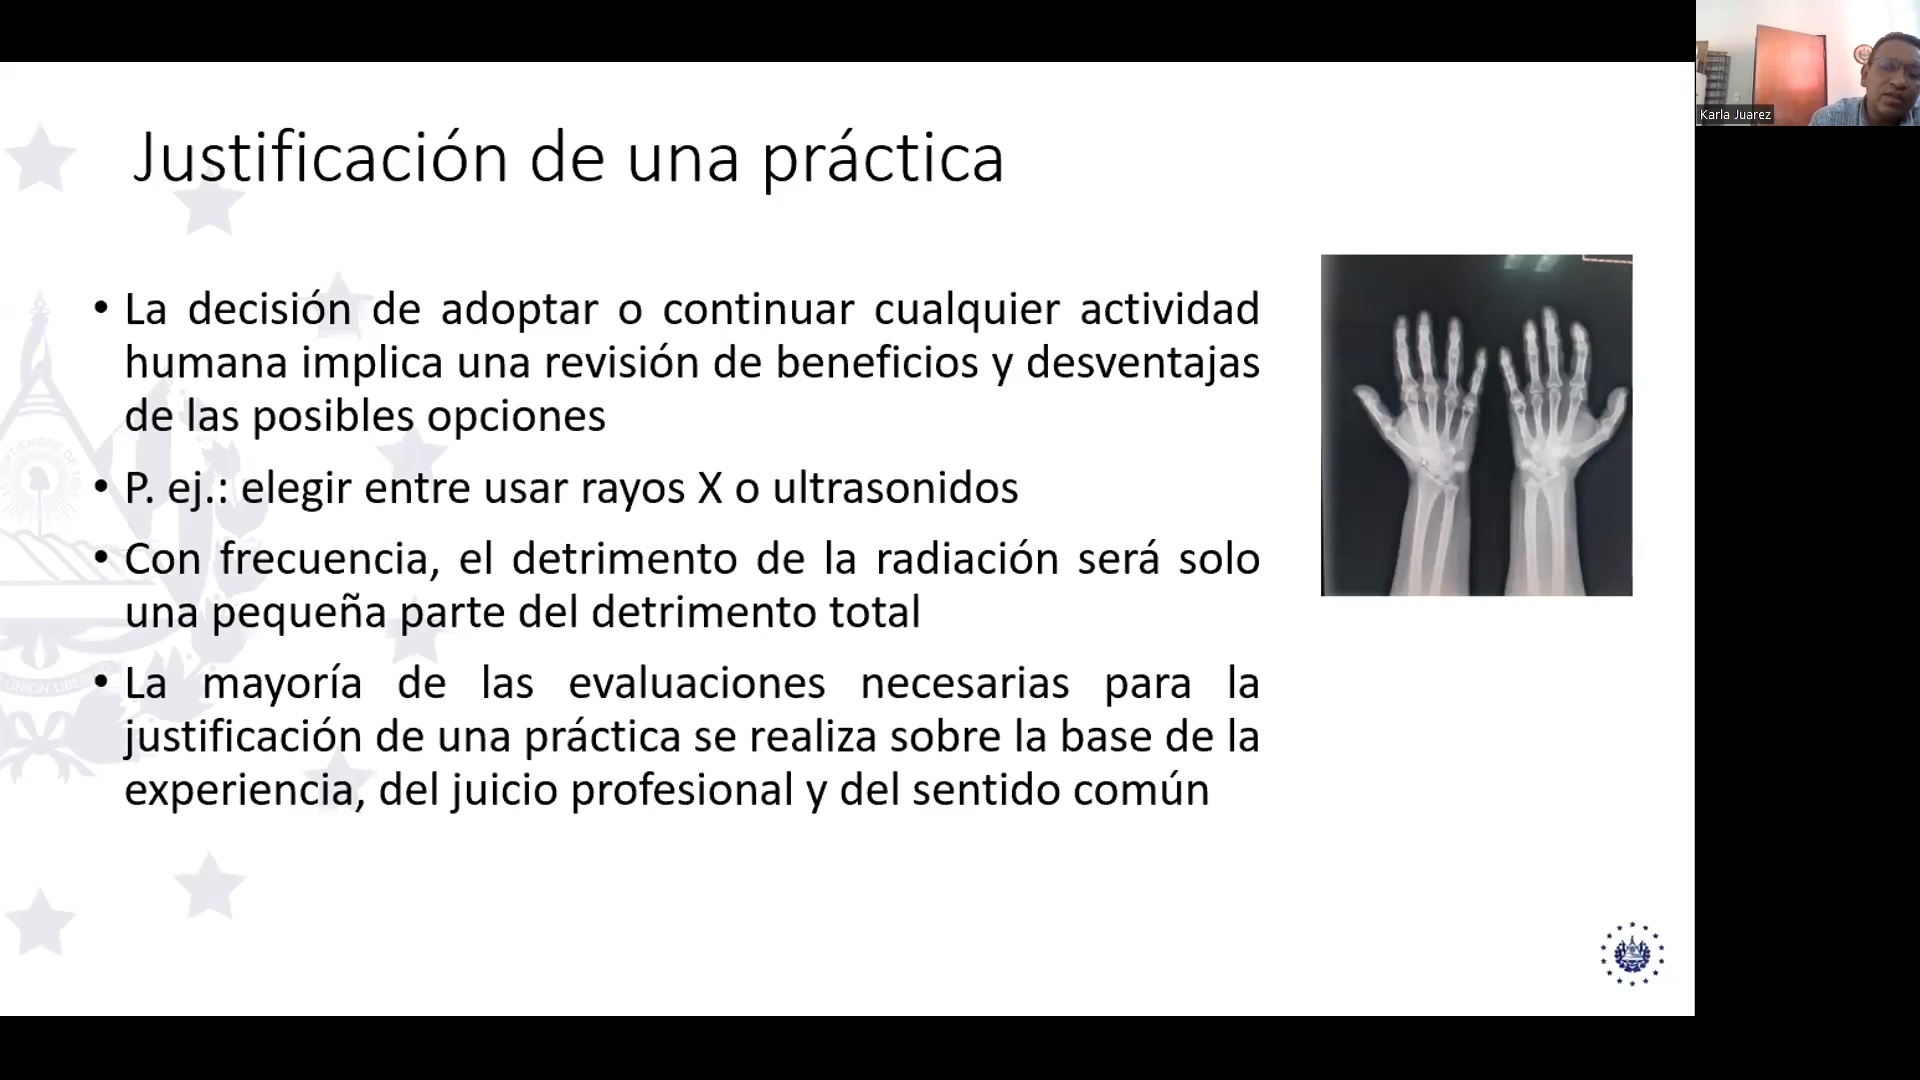 Karla Juarez
Justificación de una práctica
• La decisión de adoptar o continuar cualquier actividad
humana implica una revisión de beneficios y desventajas
de las posibles opciones
• P. ej.: elegir entre usar rayos X o ultrasonidos
• Con frecuencia, el detrimento de la radiación será solo
una pequeña parte del detrimento total
• La mayoría de las evaluaciones necesarias para la
justificación de una práctica se realiza sobre la base de la
experiencia, del juicio profesional y del sentido común